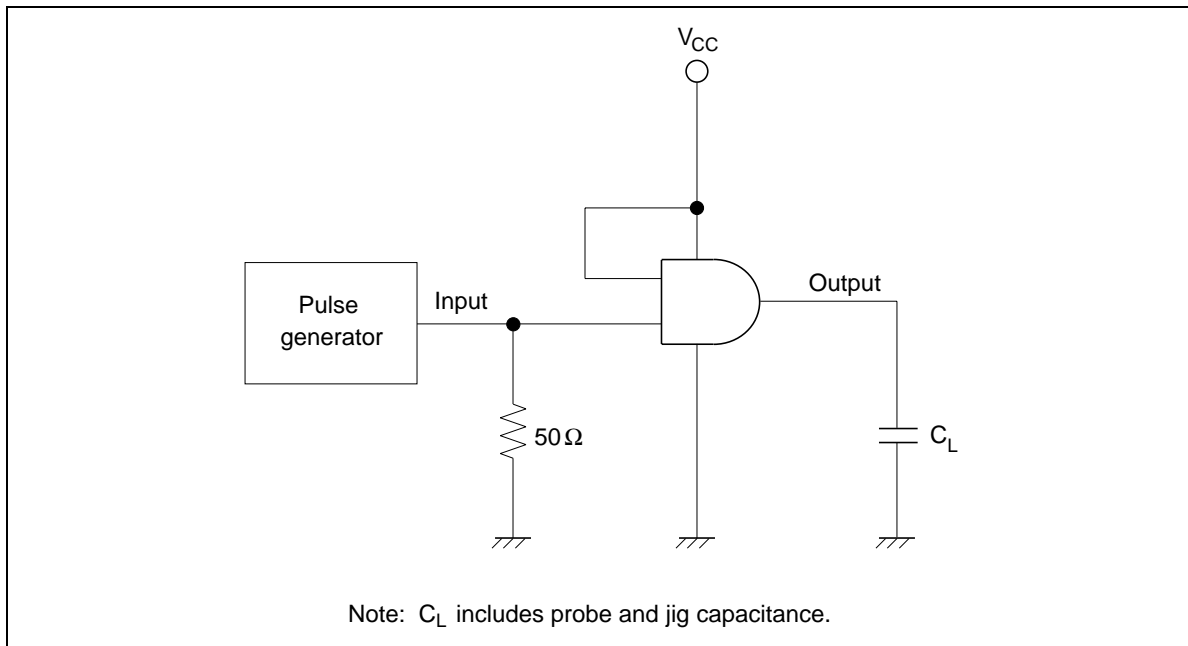 VCC
Pulse
generator
Input
Output
50Ω
CL
Note: CL includes probe and jig capacitance.